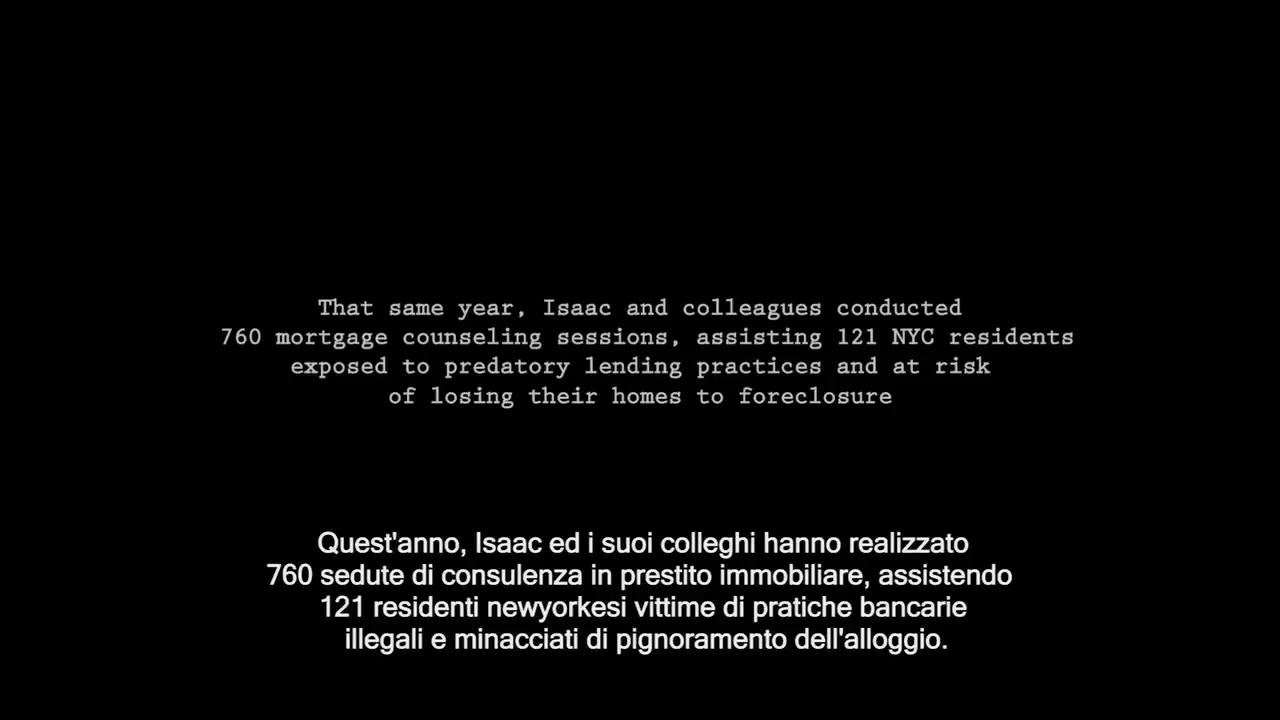 That same year, Isaac and colleagues conducted
760 mortgage counseling sessions, assisting 121 NYC residents
exposed to predatory lending practices and at risk
of losing their homes to foreclosure
Quest'anno, Isaac ed i suoi colleghi hanno realizzato
760 sedute di consulenza in prestito immobiliare, assistendo
121 residenti newyorkesi vittime di pratiche bancarie
illegali e minacciati di pignoramento dell'alloggio.